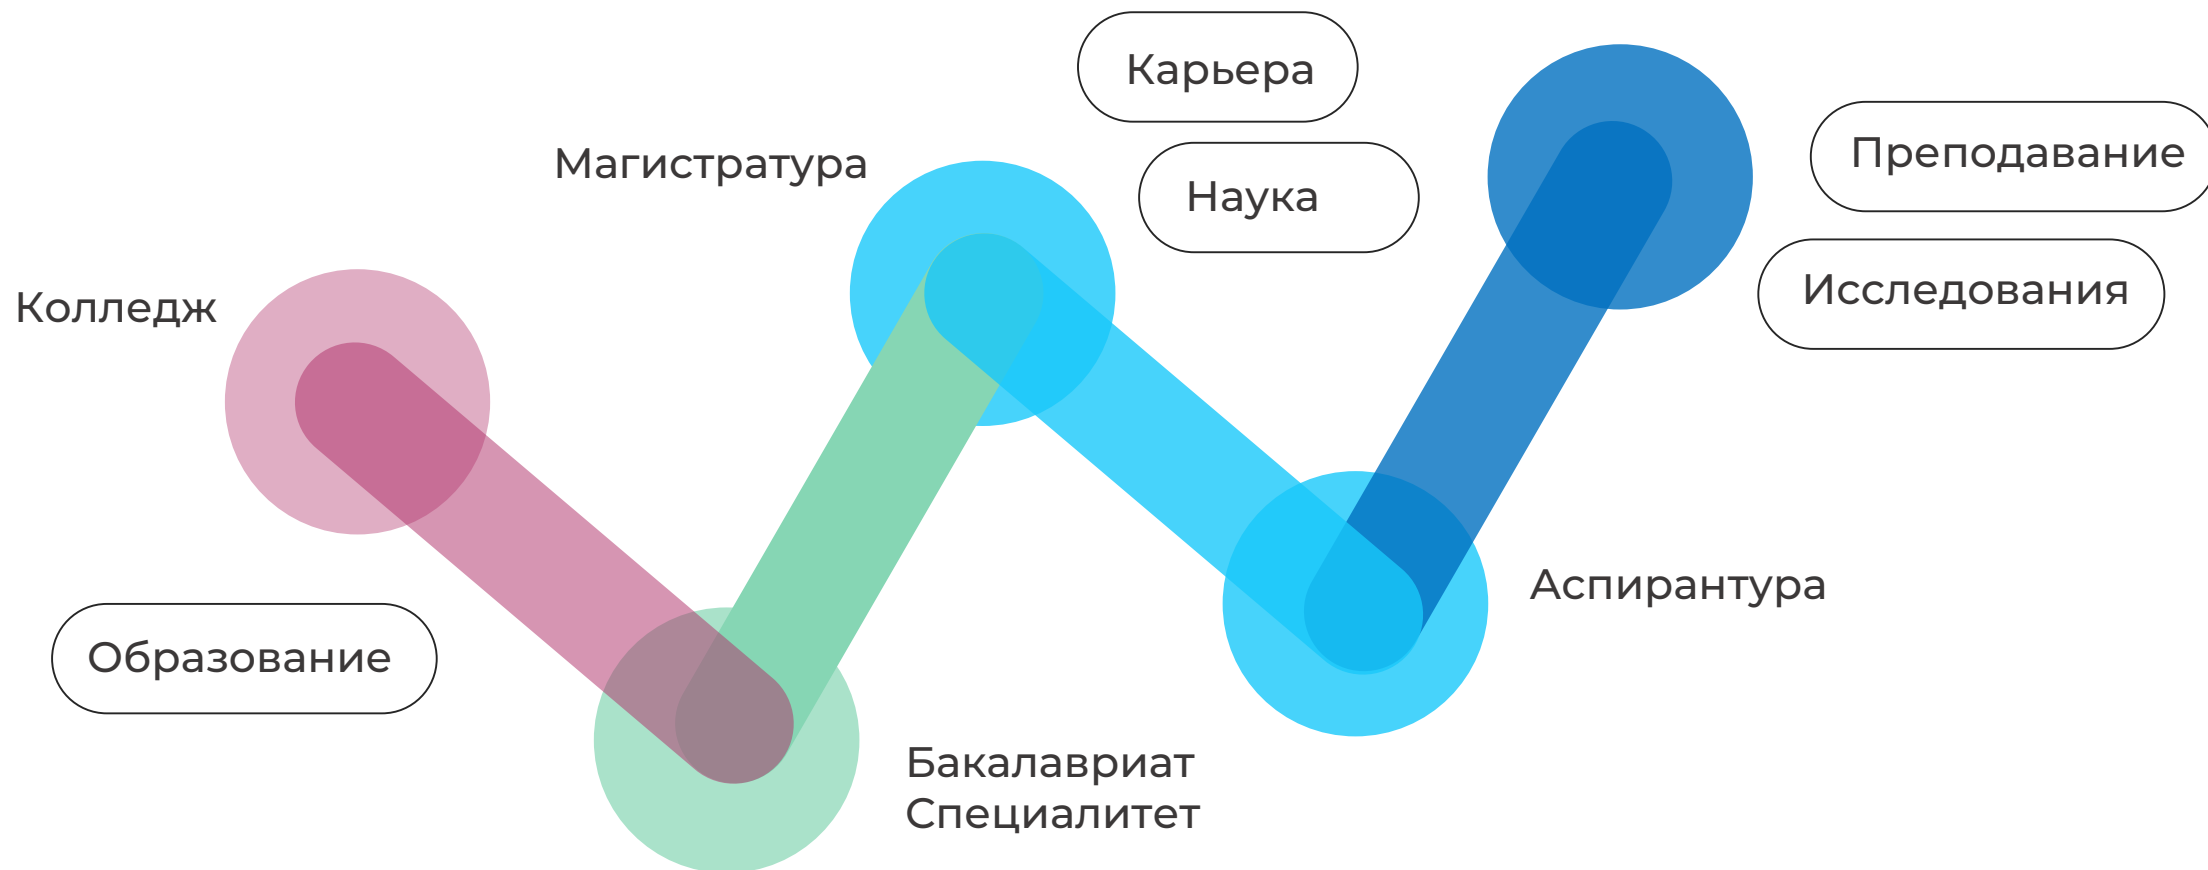 Карьера
Преподавание
Магистратура
Наука
Исследования
Колледж
Аспирантура
Образование
Бакалавриат
Специалитет